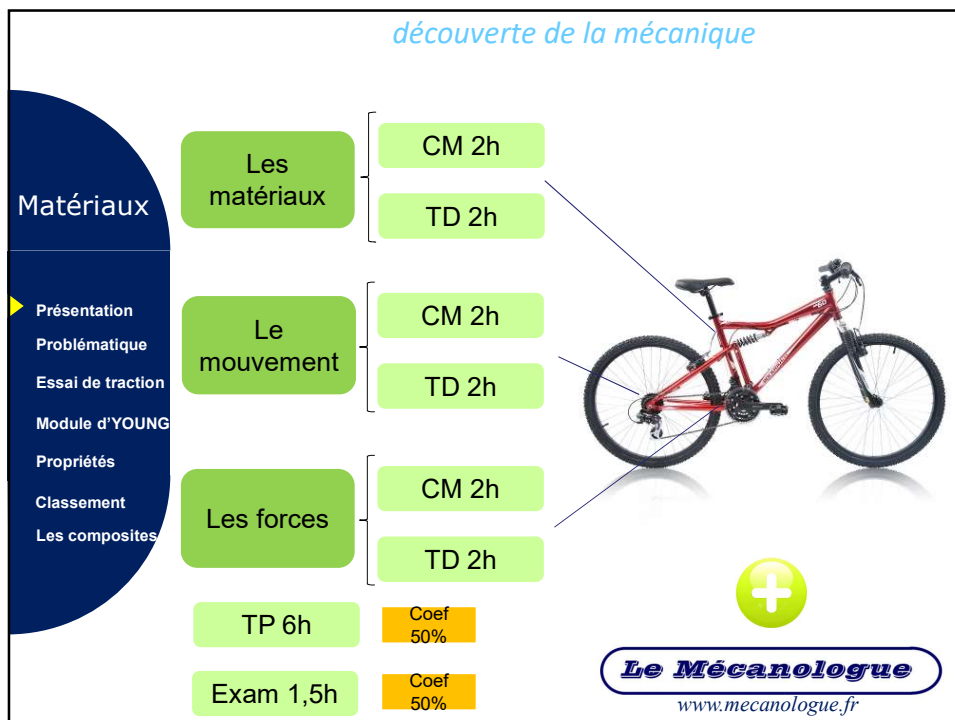 découverte de la mécanique
Matériaux
Présentation
Problématique
Essai de traction
Module d'YOUNG
Propriétés
Classement
Les composites
Les
matériaux
CM 2h
TD 2h
Le
mouvement
CM 2h
TD 2h
Les forces
CM 2h
TD 2h
TP 6h
Coef
50%
Exam 1,5h
Coef
50%
Le Mécanologue
www.mecanologue.fr